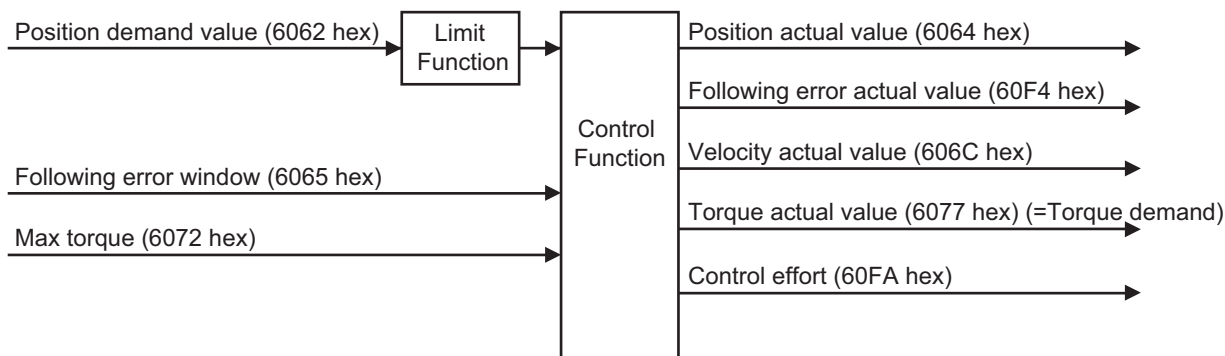 Position demand value (6062 hex)
Limit
Function
Position actual value (6064 hex)
Following error actual value (60F4 hex)
Control
Function
Velocity actual value (606C hex)
Following error window (6065 hex)
Torque actual value (6077 hex) (=Torque demand)
Max torque (6072 hex)
Control effort (60FA hex)